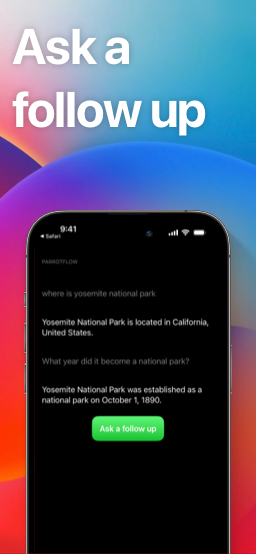 Ask a
follow up
9:41
◀ Safari
PARROTFLOW
where is yosemite national park
Yosemite National Park is located in California,
United States.
What year did it become a national park?
Yosemite National Park was established as a
national park on October 1, 1890.
Ask a follow up